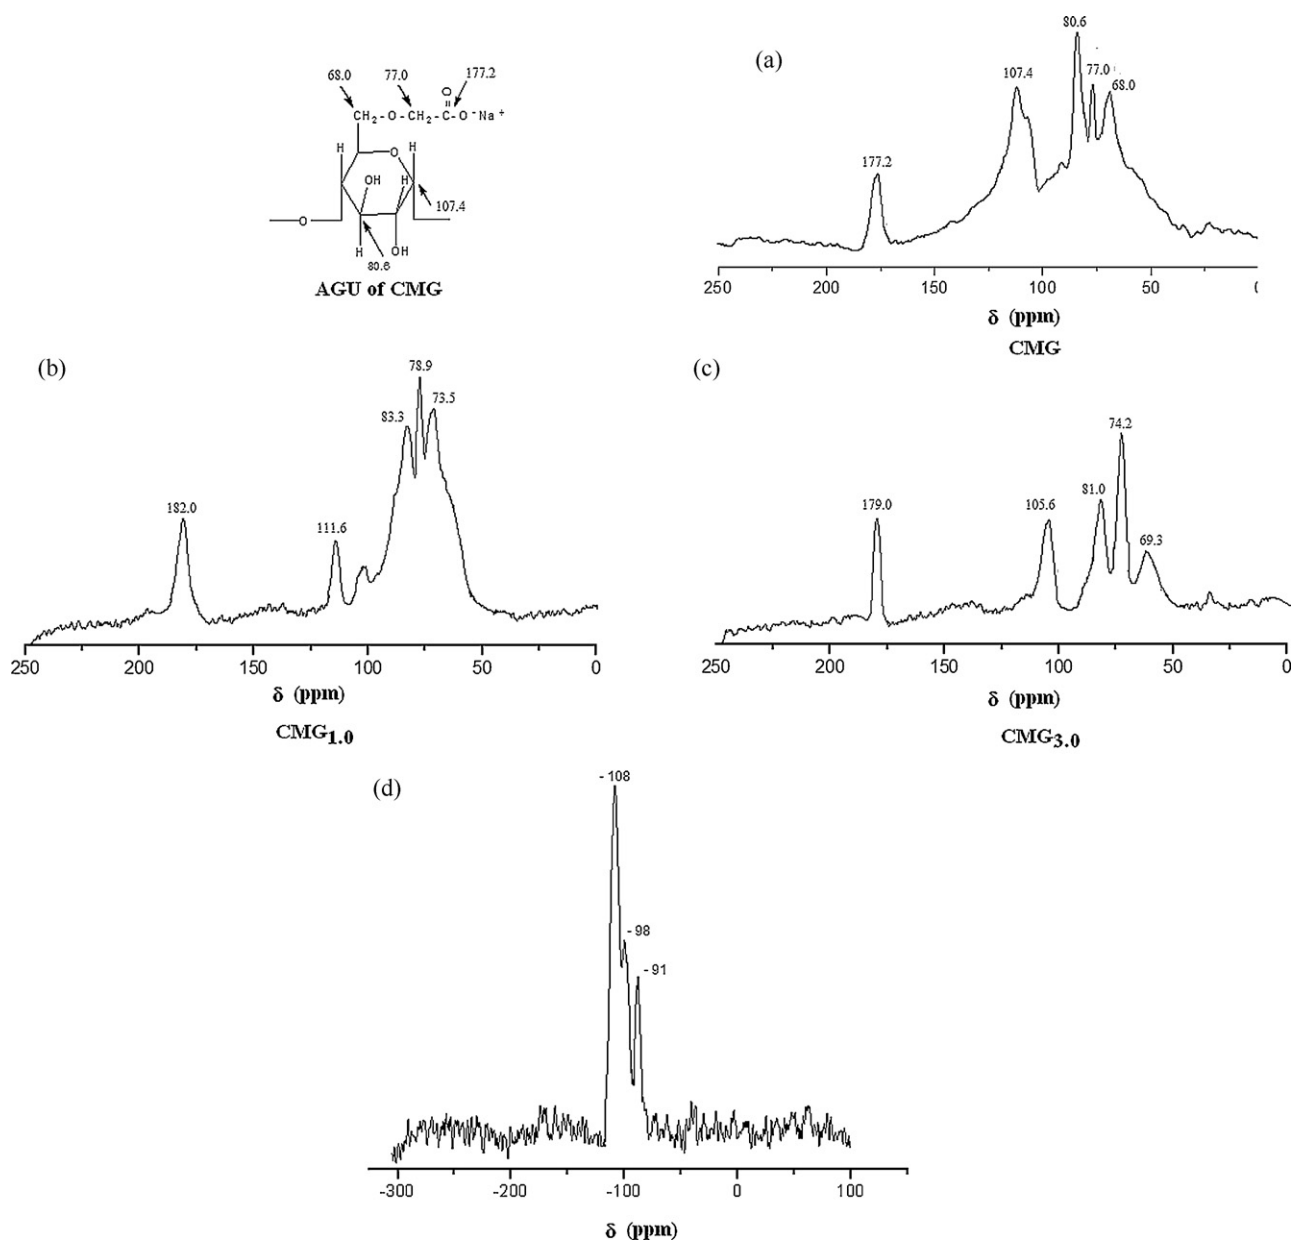 (a)
80.6
107.4
77.0
68.0
177.2
250 200 150 100 50
δ (ppm)
CMG
68.0 77.0 177.2
O
CH₂-O-CH₂-C-O⁻Na⁺
H O H
OH H
107.4
O
H OH
80.6
AGU of CMG
(b)
78.9
83.3 73.5
182.0
111.6
250 200 150 100 50 0
δ (ppm)
CMG1.0
(c)
74.2
179.0 105.6 81.0
69.3
250 200 150 100 50 0
δ (ppm)
CMG3.0
(d)
-108
-98
-91
-300 -200 -100 0 100
δ (ppm)